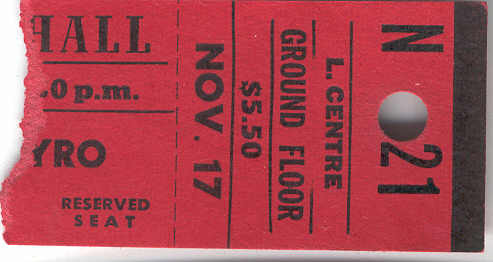 HALL
.0 p.m.
YRO
RESERVED
SEAT
NOV. 17
$5.50
GROUND FLOOR
L. CENTRE
N 21